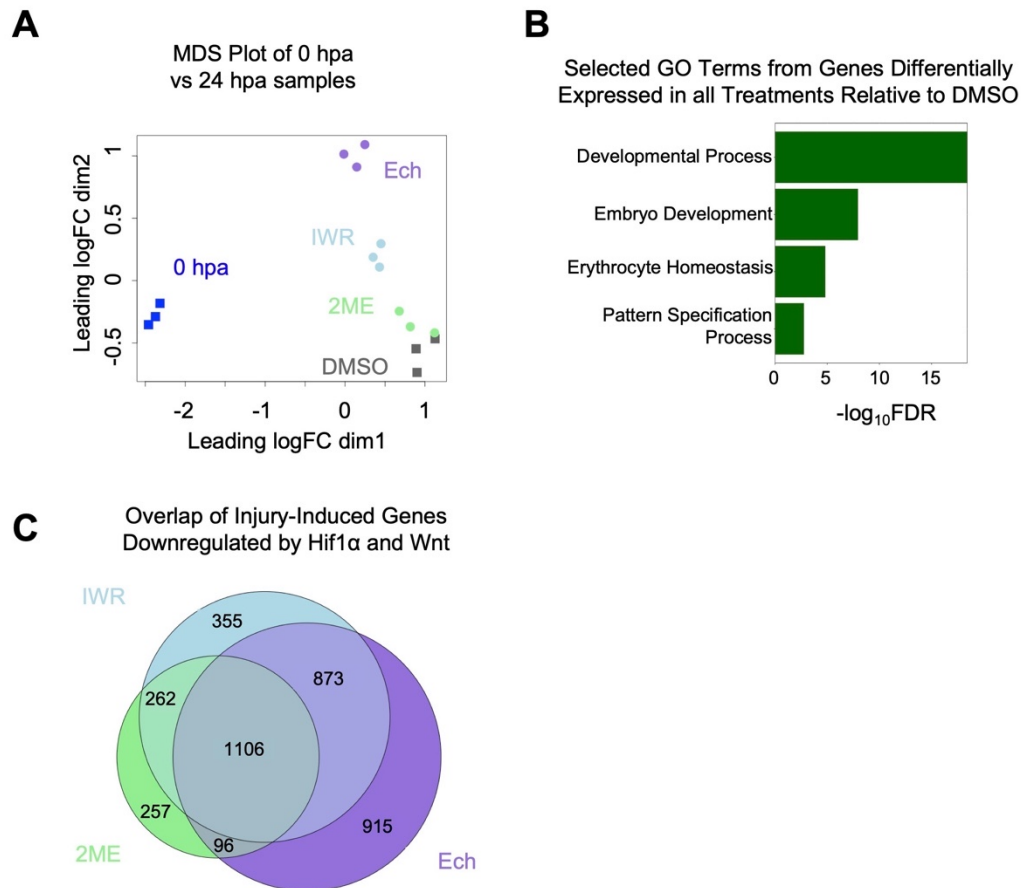 A
MDS Plot of 0 hpa
vs 24 hpa samples
Leading logFC dim2
1
0.5
0
-0.5
Ech
IWR
0 hpa
2ME
DMSO
-2 -1 0 1
Leading logFC dim1
B
Selected GO Terms from Genes Differentially
Expressed in all Treatments Relative to DMSO
Developmental Process
Embryo Development
Erythrocyte Homeostasis
Pattern Specification
Process
0 5 10 15
-log₁₀FDR
C
Overlap of Injury-Induced Genes
Downregulated by Hif1α and Wnt
IWR
355
873
262
1106
257
96
915
2ME
Ech